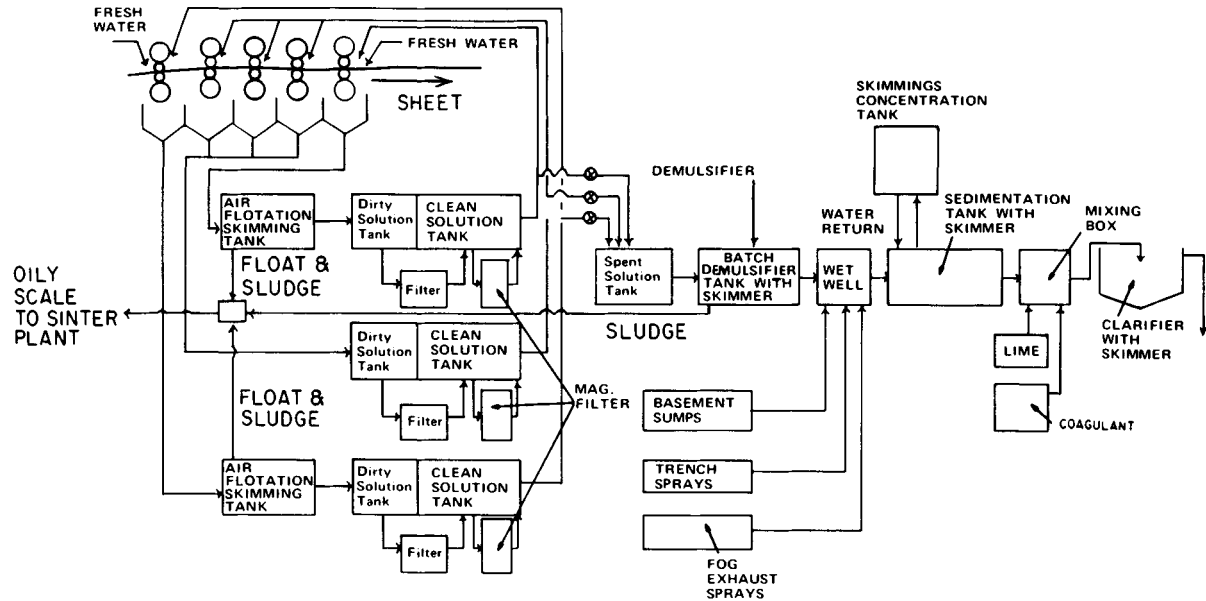 FRESH
WATER
FRESH WATER
SHEET
SKIMMINGS
CONCENTRATION
TANK
DEMULSIFIER
AIR
FLOTATION
SKIMMING
TANK
Dirty
Solution
Tank
CLEAN
SOLUTION
TANK
WATER
RETURN
SEDIMENTATION
TANK WITH
SKIMMER
MIXING
BOX
FLOAT &
SLUDGE
Filter
Spent
Solution
Tank
BATCH
DEMULSIFIER
TANK WITH
SKIMMER
WET
WELL
OILY
SCALE
TO SINTER
PLANT
SLUDGE
CLARIFIER
WITH
SKIMMER
LIME
Dirty
Solution
Tank
CLEAN
SOLUTION
TANK
FLOAT &
SLUDGE
Filter
MAG.
FILTER
BASEMENT
SUMPS
COAGULANT
AIR
FLOTATION
SKIMMING
TANK
Dirty
Solution
Tank
CLEAN
SOLUTION
TANK
TRENCH
SPRAYS
Filter
FOG
EXHAUST
SPRAYS